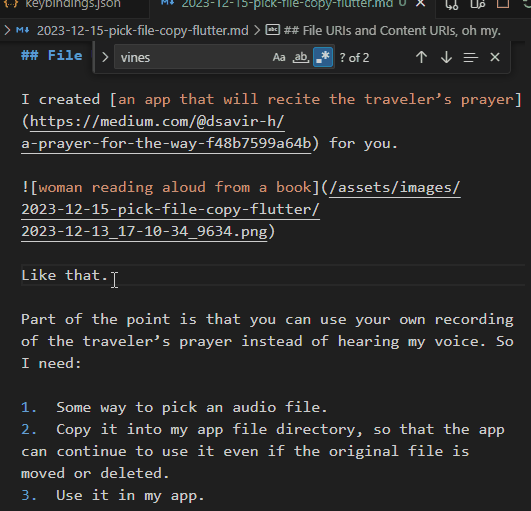 keybindings.json
2023-12-15-pick-file-copy-flutter.md U
2023-12-15-pick-file-copy-flutter.md > ## File URIs and Content URIs, oh my.
## File
vines
Aa ab .* ? of 2
I created [an app that will recite the traveler’s prayer]
(https://medium.com/@dsavir-h/
a-prayer-for-the-way-f48b7599a64b) for you.
![woman reading aloud from a book](/assets/images/
2023-12-15-pick-file-copy-flutter/
2023-12-13_17-10-34_9634.png)
Like that.
Part of the point is that you can use your own recording
of the traveler’s prayer instead of hearing my voice. So
I need:
1. Some way to pick an audio file.
2. Copy it into my app file directory, so that the app
can continue to use it even if the original file is
moved or deleted.
3. Use it in my app.